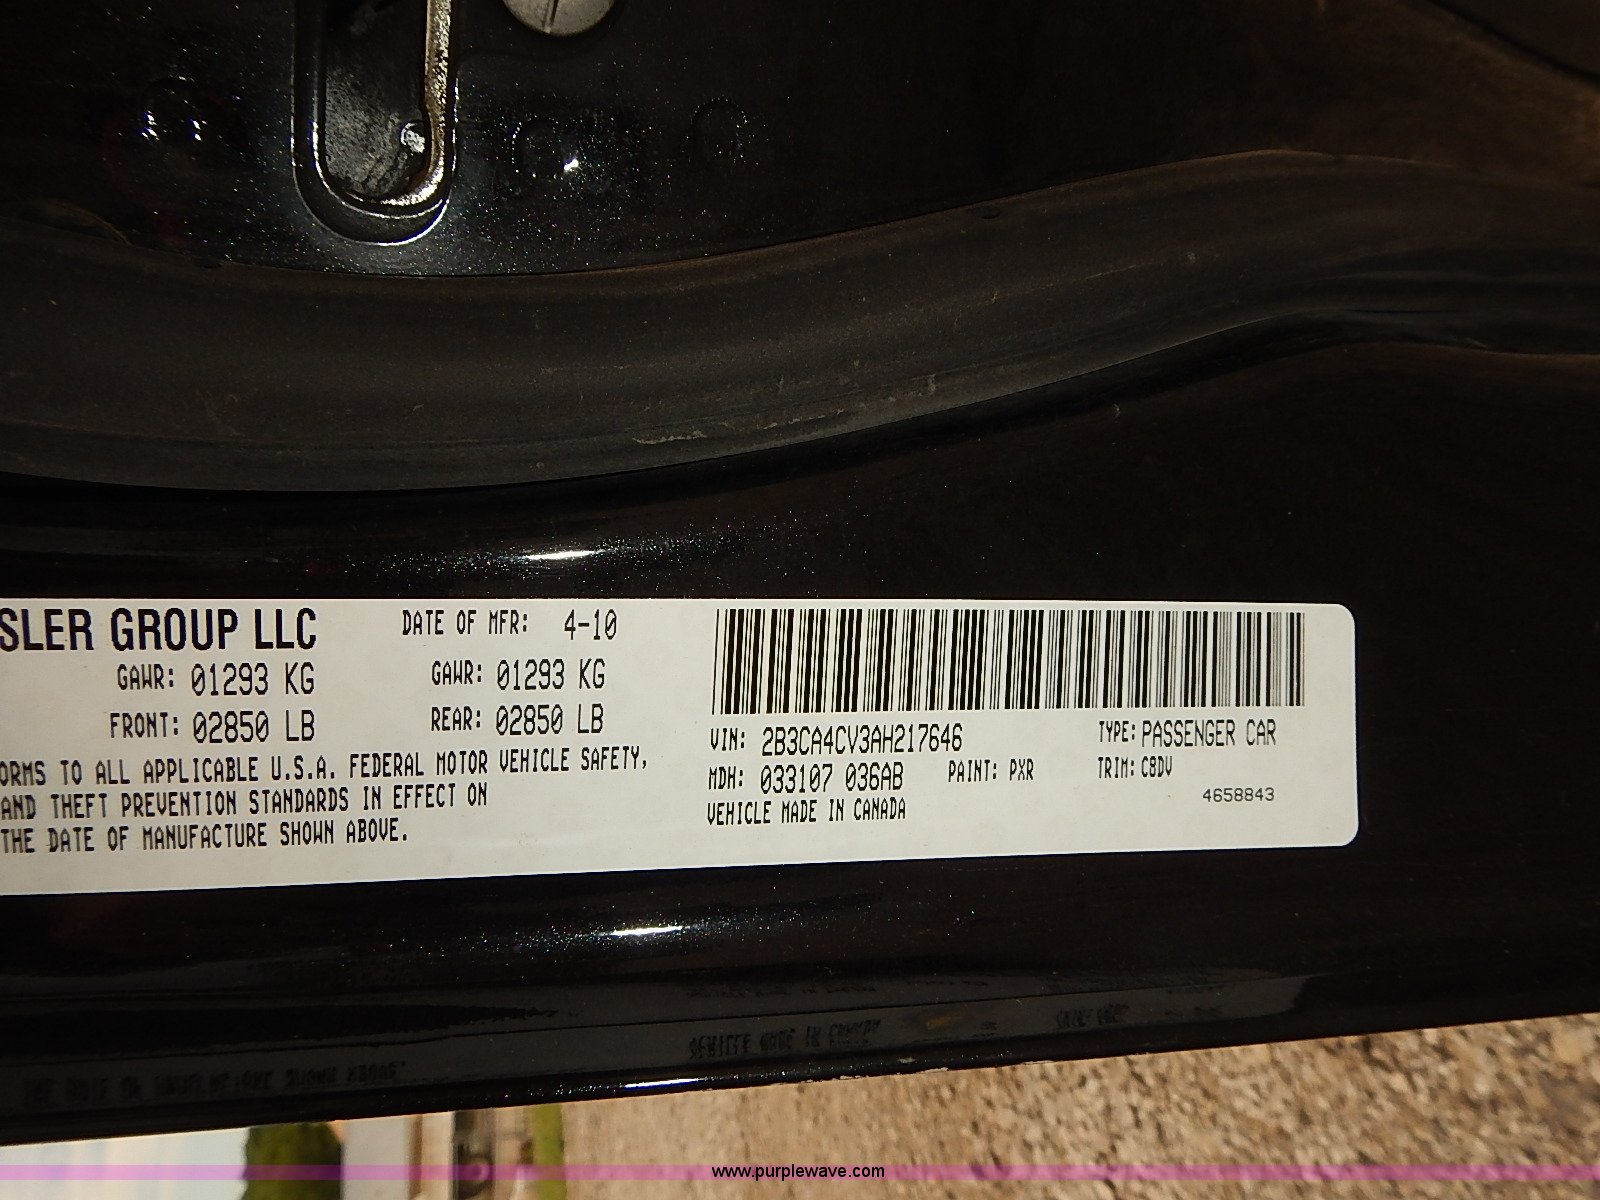 SLER GROUP LLC DATE OF MFR: 4-10
GAWR: 01293 KG GAWR: 01293 KG
FRONT: 02850 LB REAR: 02850 LB
ORMS TO ALL APPLICABLE U.S.A. FEDERAL MOTOR VEHICLE SAFETY,
AND THEFT PREVENTION STANDARDS IN EFFECT ON
THE DATE OF MANUFACTURE SHOWN ABOVE.
VIN: 2B3CA4CV3AH217646 TYPE: PASSENGER CAR
MDH: 033107 036AB PAINT: PXR TRIM: C8DV
VEHICLE MADE IN CANADA 4658843
www.purplewave.com